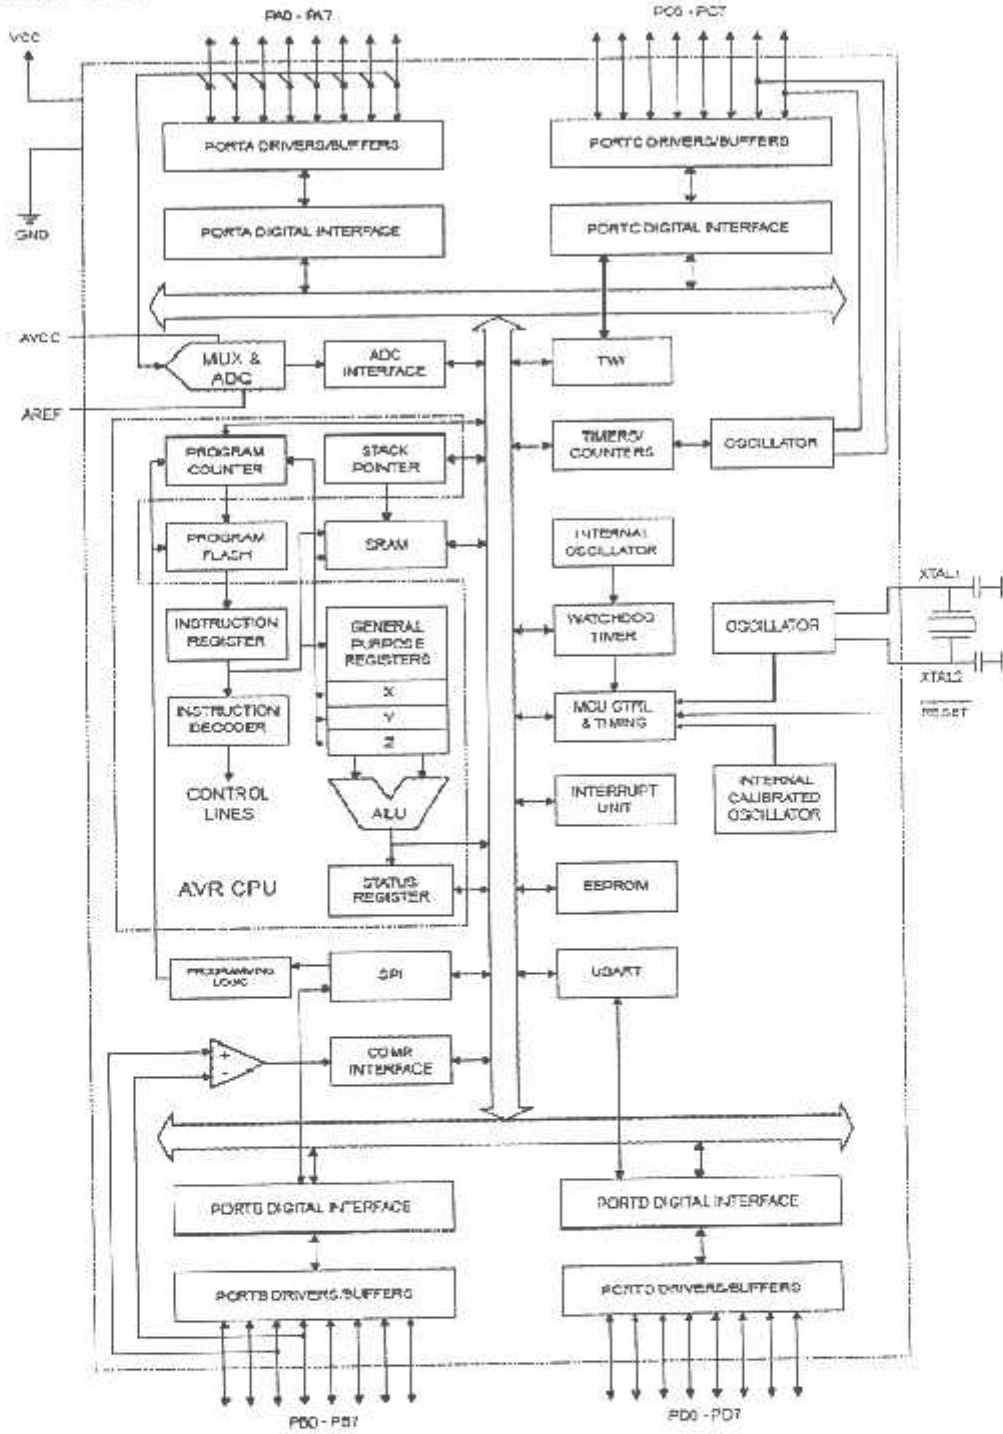 PA0 - PA7
PC0 - PC7
VCC
PORTA DRIVERS/BUFFERS
PORTC DRIVERS/BUFFERS
GND
PORTA DIGITAL INTERFACE
PORTC DIGITAL INTERFACE
AVCC
MUX &
ADC
ADC
INTERFACE
TWI
AREF
PROGRAM
COUNTER
STACK
POINTER
TIMERS/
COUNTERS
OSCILLATOR
PROGRAM
FLASH
SRAM
INTERNAL
OSCILLATOR
XTAL1
INSTRUCTION
REGISTER
GENERAL
PURPOSE
REGISTERS
WATCHDOG
TIMER
OSCILLATOR
XTAL2
X
INSTRUCTION
DECODER
Y
Z
MCU CTRL
& TIMING
RESET
CONTROL
LINES
ALU
INTERRUPT
UNIT
INTERNAL
CALIBRATED
OSCILLATOR
AVR CPU
STATUS
REGISTER
EEPROM
PROGRAMMING
LOGIC
SPI
USART
+
-
COMP.
INTERFACE
PORTB DIGITAL INTERFACE
PORTD DIGITAL INTERFACE
PORTB DRIVERS/BUFFERS
PORTD DRIVERS/BUFFERS
PB0 - PB7
PD0 - PD7